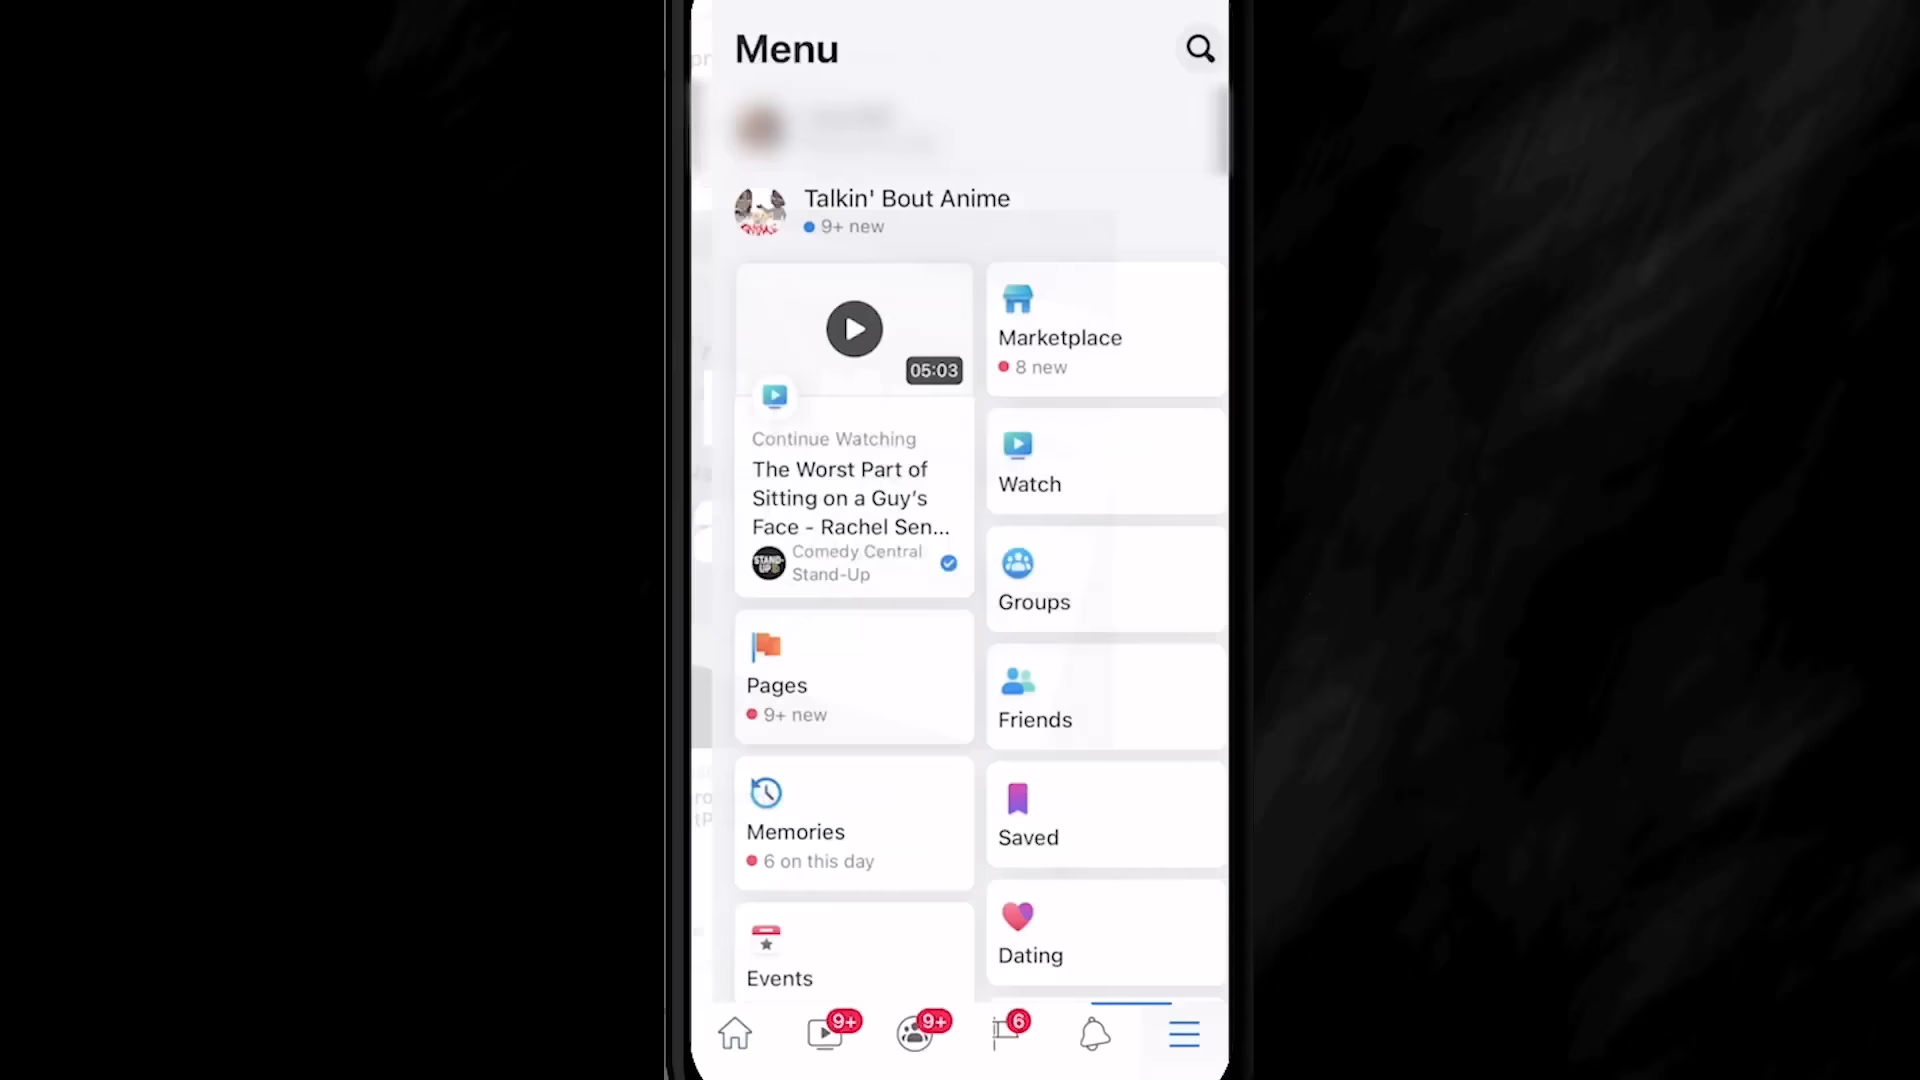 Menu
Talkin' Bout Anime
9+ new
05:03
Continue Watching
The Worst Part of
Sitting on a Guy's
Face - Rachel Sen...
Comedy Central
Stand-Up
Pages
9+ new
Memories
6 on this day
Events
Marketplace
8 new
Watch
Groups
Friends
Saved
Dating
9+
9+
6